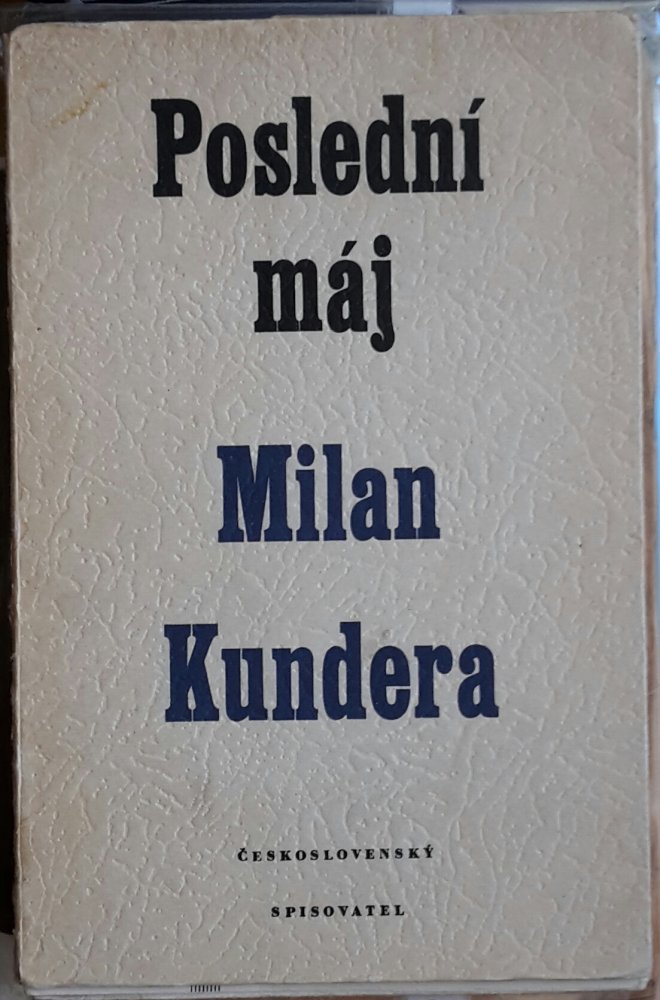 Poslední
máj
Milan
Kundera
ČESKOSLOVENSKÝ
SPISOVATEL